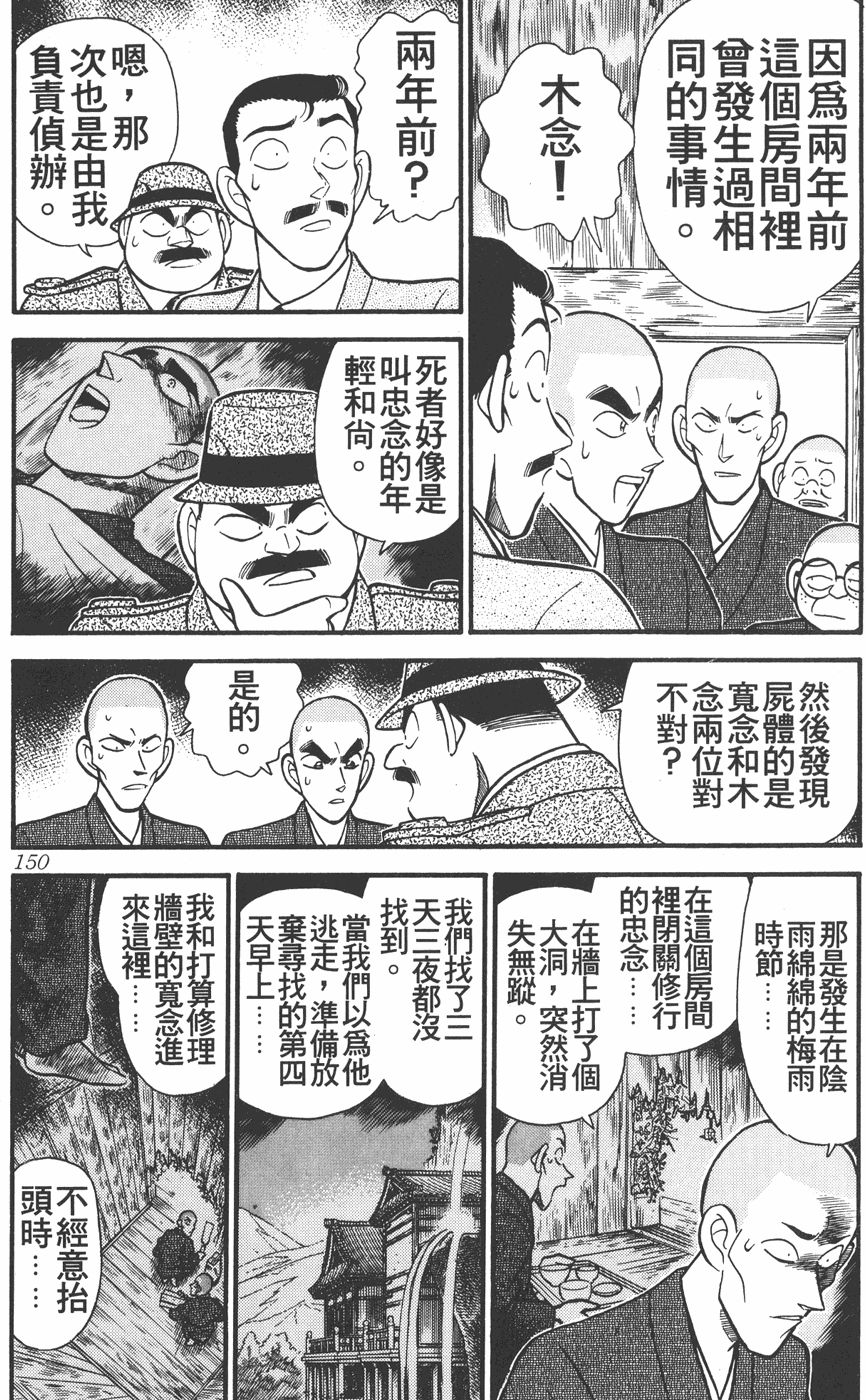 因爲兩年前
這個房間裡
曾發生過相
同的事情。
木念！
兩年前？
嗯，那
次也是由我
負責偵辦。
死者好像是
叫忠念的年
輕和尚。
然後發現
屍體的是
寬念和木
念兩位對
不對？
是的。
150
那是發生在陰
雨綿綿的梅雨
時節……
在這個房間
裡閉關修行
的忠念……
在牆上打了個
大洞，突然消
失無蹤。
我們找了三
天三夜都沒
找到。
當我們以爲他
逃走，準備放
棄尋找的第四
天早上……
我和打算修理
牆壁的寬念進
來這裡……
不經意抬
頭時……